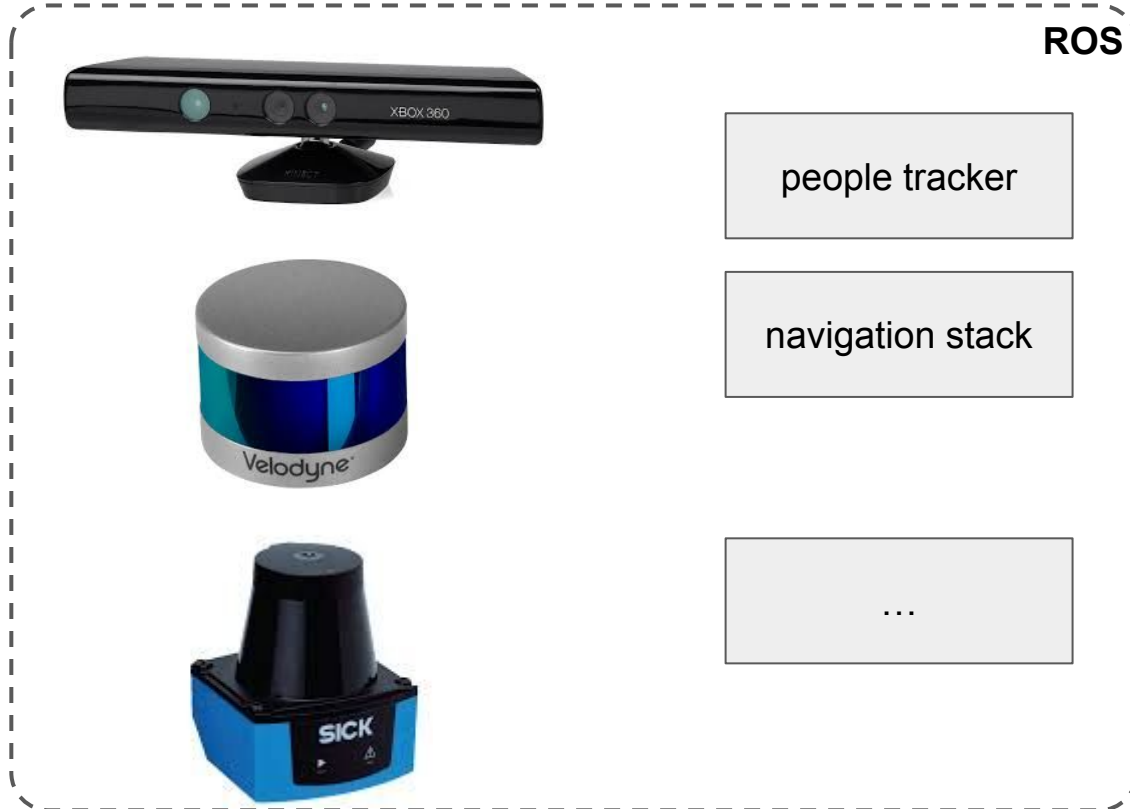 ROS
XBOX 360
people tracker
Velodyne
navigation stack
...
SICK